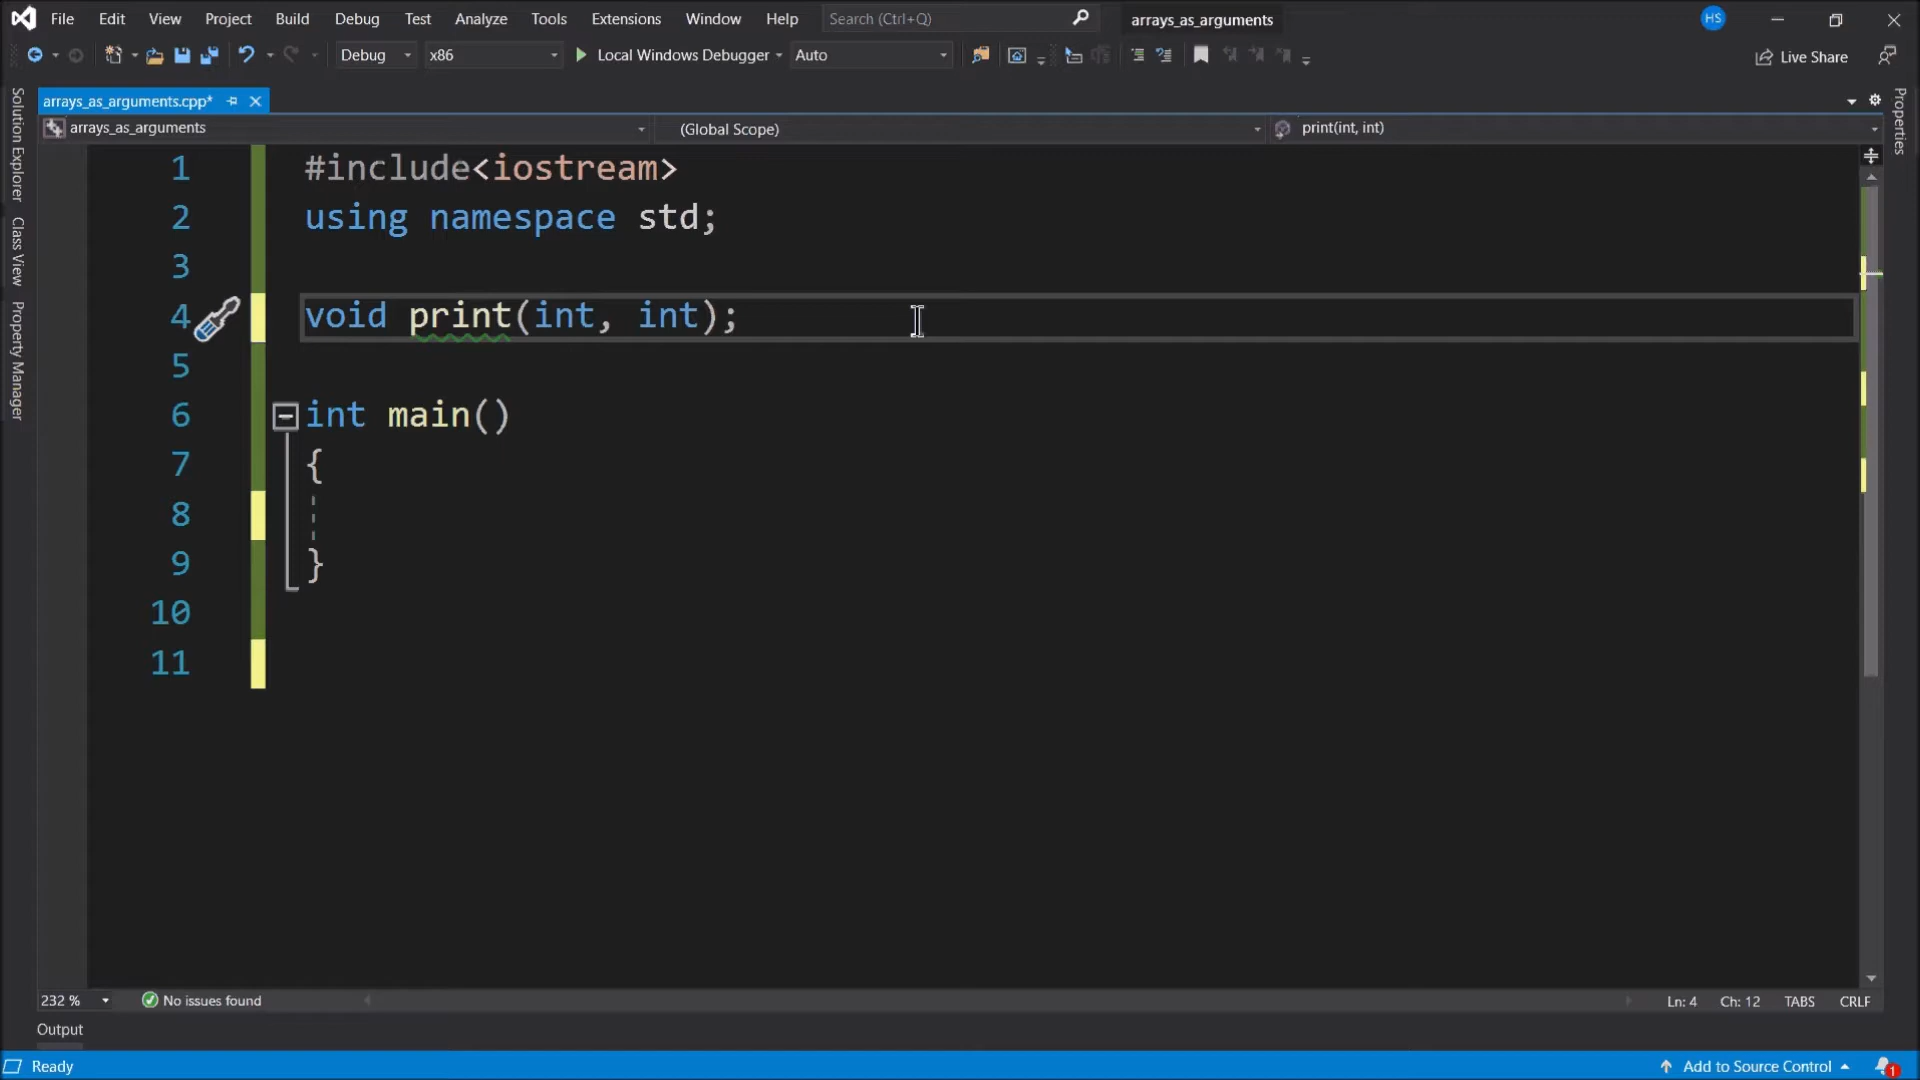 File Edit View Project Build Debug Test Analyze Tools Extensions Window Help Search (Ctrl+Q) arrays_as_arguments HS
Debug x86 Local Windows Debugger Auto Live Share
arrays_as_arguments.cpp*
arrays_as_arguments (Global Scope) print(int, int)
Solution Explorer
Class View
Property Manager
Properties
1 #include<iostream>
2 using namespace std;
3
4 void print(int, int);
5
6 int main()
7 {
8
9 }
10
11
232 % No issues found Ln: 4 Ch: 12 TABS CRLF
Output
Ready Add to Source Control 1